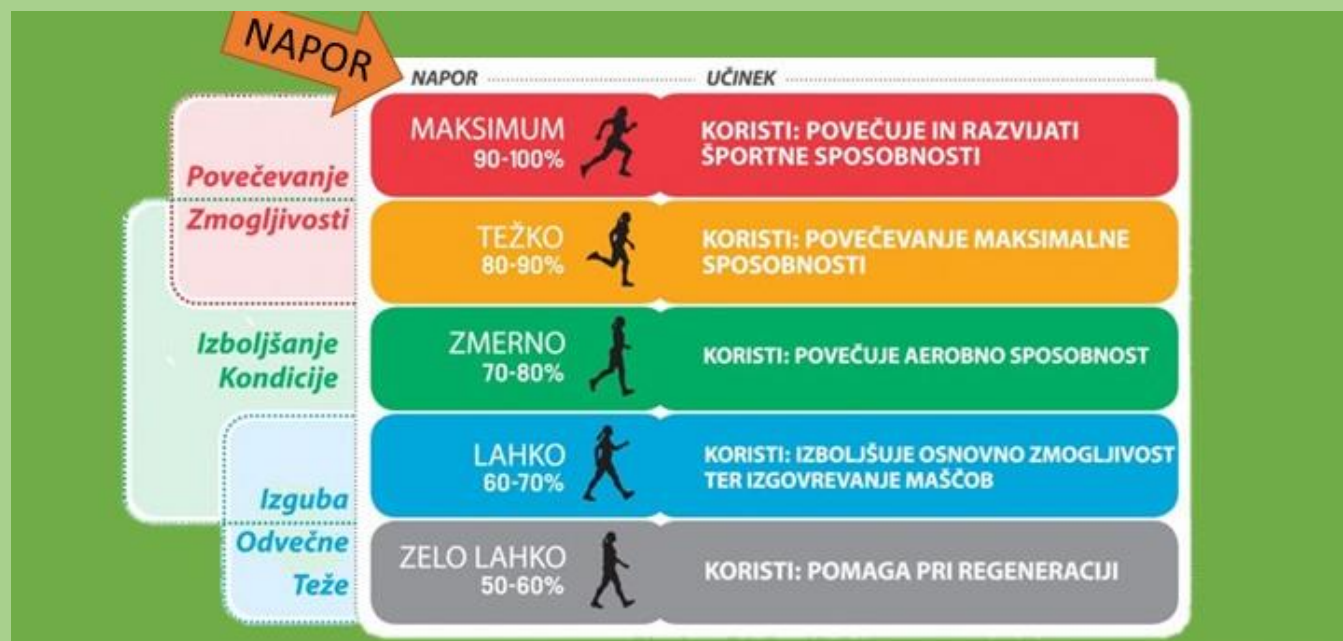 NAPOR
NAPOR
UČINEK
Povečevanje
Zmogljivosti
MAKSIMUM
90-100%
KORISTI: POVEČUJE IN RAZVIJATI
ŠPORTNE SPOSOBNOSTI
TEŽKO
80-90%
KORISTI: POVEČEVANJE MAKSIMALNE
SPOSOBNOSTI
Izboljšanje
Kondicije
ZMERNO
70-80%
KORISTI: POVEČUJE AEROBNO SPOSOBNOST
Izguba
Odvečne
Teže
LAHKO
60-70%
KORISTI: IZBOLJŠUJE OSNOVNO ZMOGLJIVOST
TER IZGOVREVANJE MAŠČOB
ZELO LAHKO
50-60%
KORISTI: POMAGA PRI REGENERACIJI